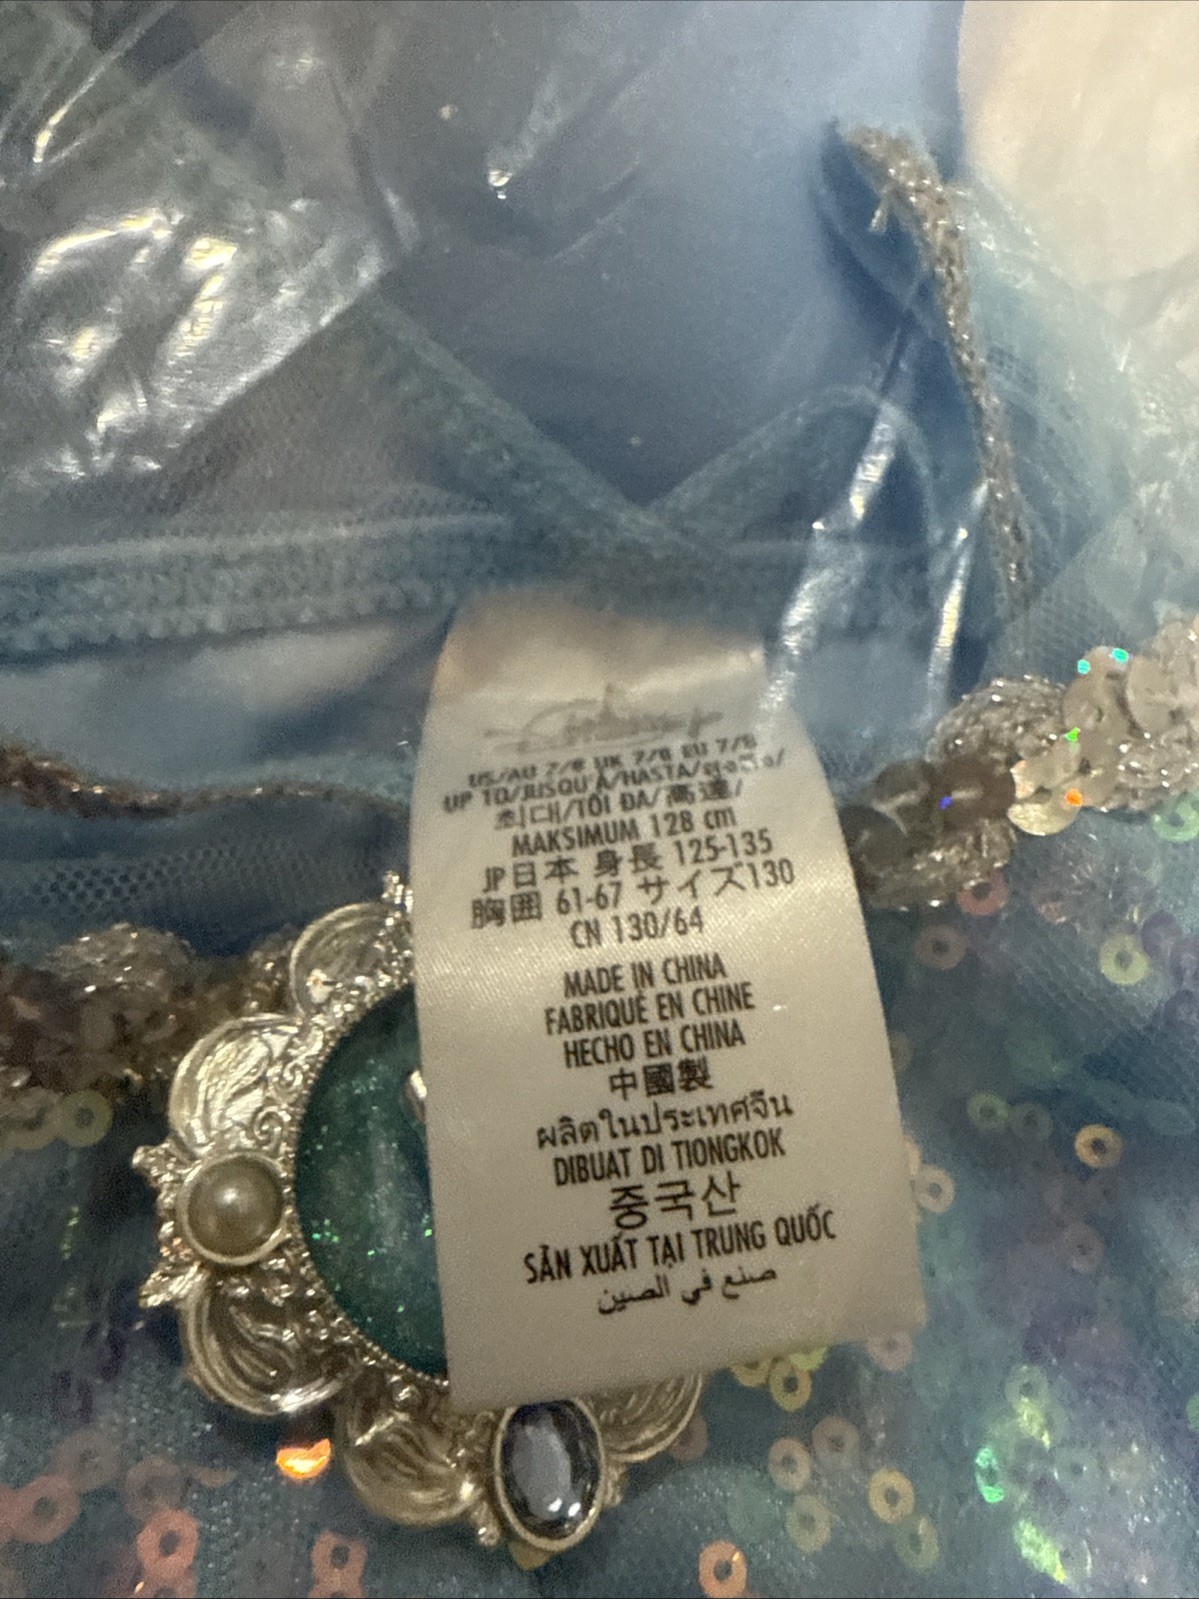 US/AU 7/8 UK 7/8 EU 7/8
UP TO/JUSQU'À/HASTA/
최대/TỐI ĐA/高達/
MAKSIMUM 128 cm
JP日本 身長 125-135
胸囲 61-67 サイズ130
CN 130/64
MADE IN CHINA
FABRIQUÉ EN CHINE
HECHO EN CHINA
中國製
ผลิตในประเทศจีน
DIBUAT DI TIONGKOK
중국산
SẢN XUẤT TẠI TRUNG QUỐC
صنع في الصين